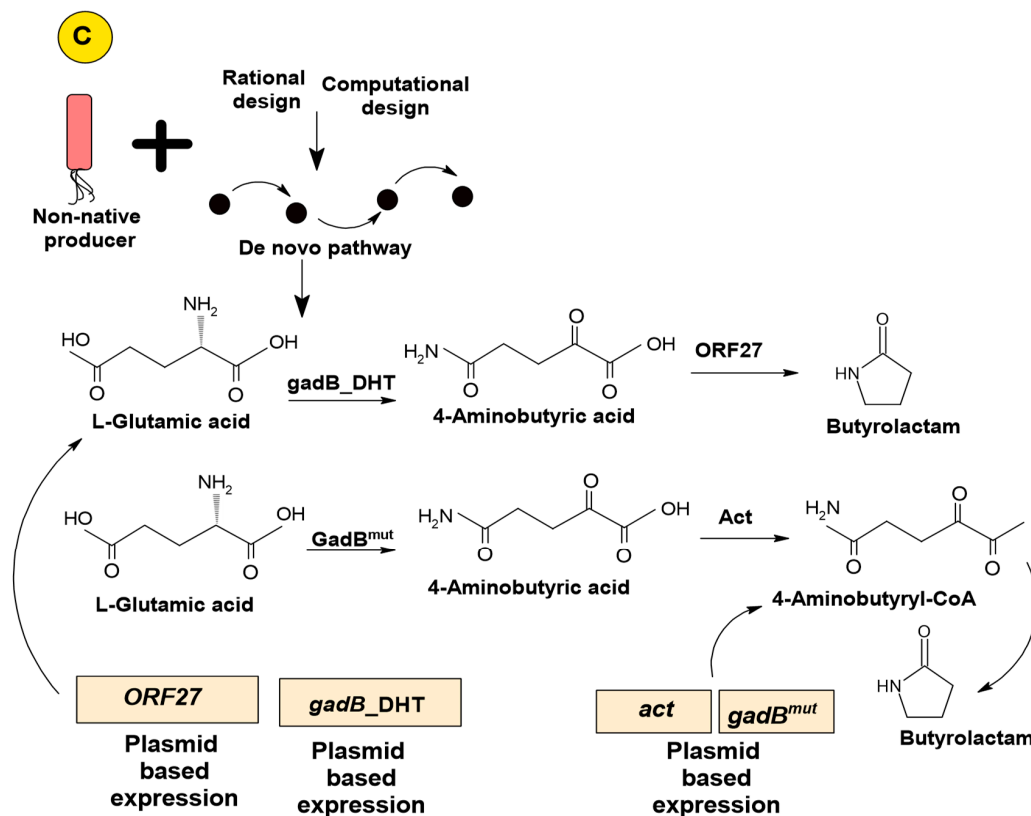 C
Rational
design
Computational
design
Non-native
producer
De novo pathway
NH2
HO
OH
O
O
L-Glutamic acid
gadB_DHT
H2N
O
O
OH
O
4-Aminobutyric acid
ORF27
O
HN
Butyrolactam
NH2
HO
OH
O
O
L-Glutamic acid
GadBmut
H2N
O
O
OH
O
4-Aminobutyric acid
Act
H2N
O
O
O
4-Aminobutyryl-CoA
O
HN
Butyrolactam
ORF27
Plasmid
based
expression
gadB_DHT
Plasmid
based
expression
act
gadBmut
Plasmid
based
expression